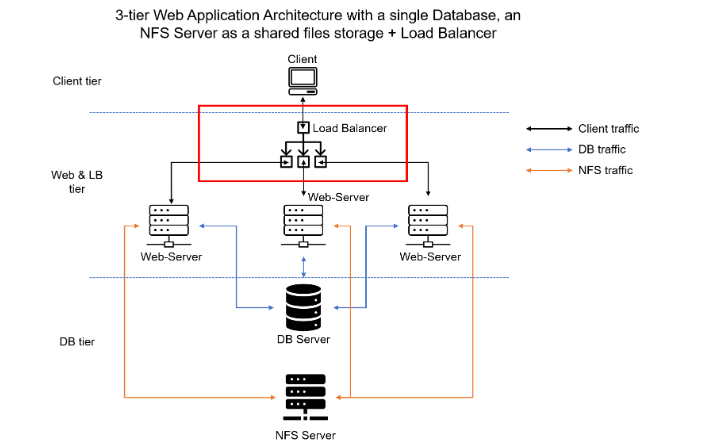 3-tier Web Application Architecture with a single Database, an
NFS Server as a shared files storage + Load Balancer
Client
Client tier
Load Balancer
Client traffic
DB traffic
NFS traffic
Web & LB
tier
Web-Server
Web-Server
Web-Server
DB Server
DB tier
NFS Server